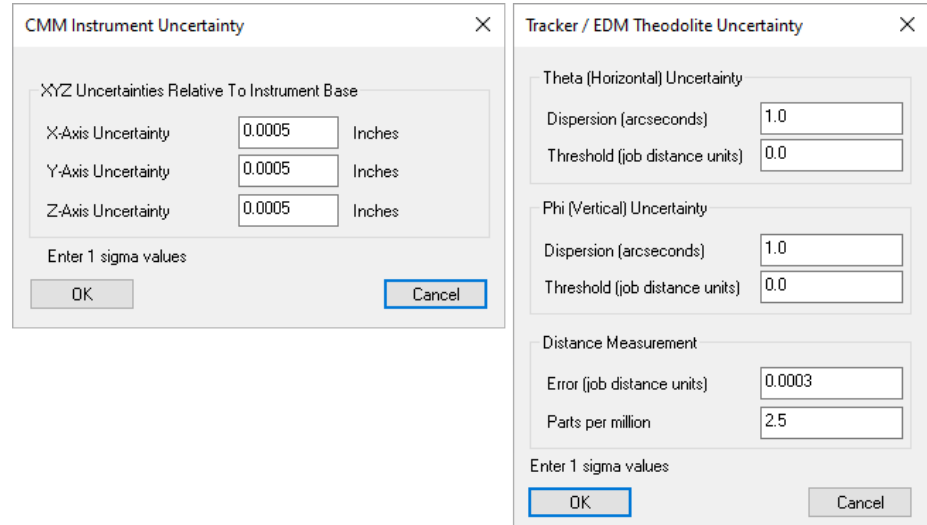 CMM Instrument Uncertainty
XYZ Uncertainties Relative To Instrument Base
X-Axis Uncertainty 0.0005 Inches
Y-Axis Uncertainty 0.0005 Inches
Z-Axis Uncertainty 0.0005 Inches
Enter 1 sigma values
OK Cancel
Tracker / EDM Theodolite Uncertainty
Theta (Horizontal) Uncertainty
Dispersion (arcseconds) 1.0
Threshold (job distance units) 0.0
Phi (Vertical) Uncertainty
Dispersion (arcseconds) 1.0
Threshold (job distance units) 0.0
Distance Measurement
Error (job distance units) 0.0003
Parts per million 2.5
Enter 1 sigma values
OK Cancel